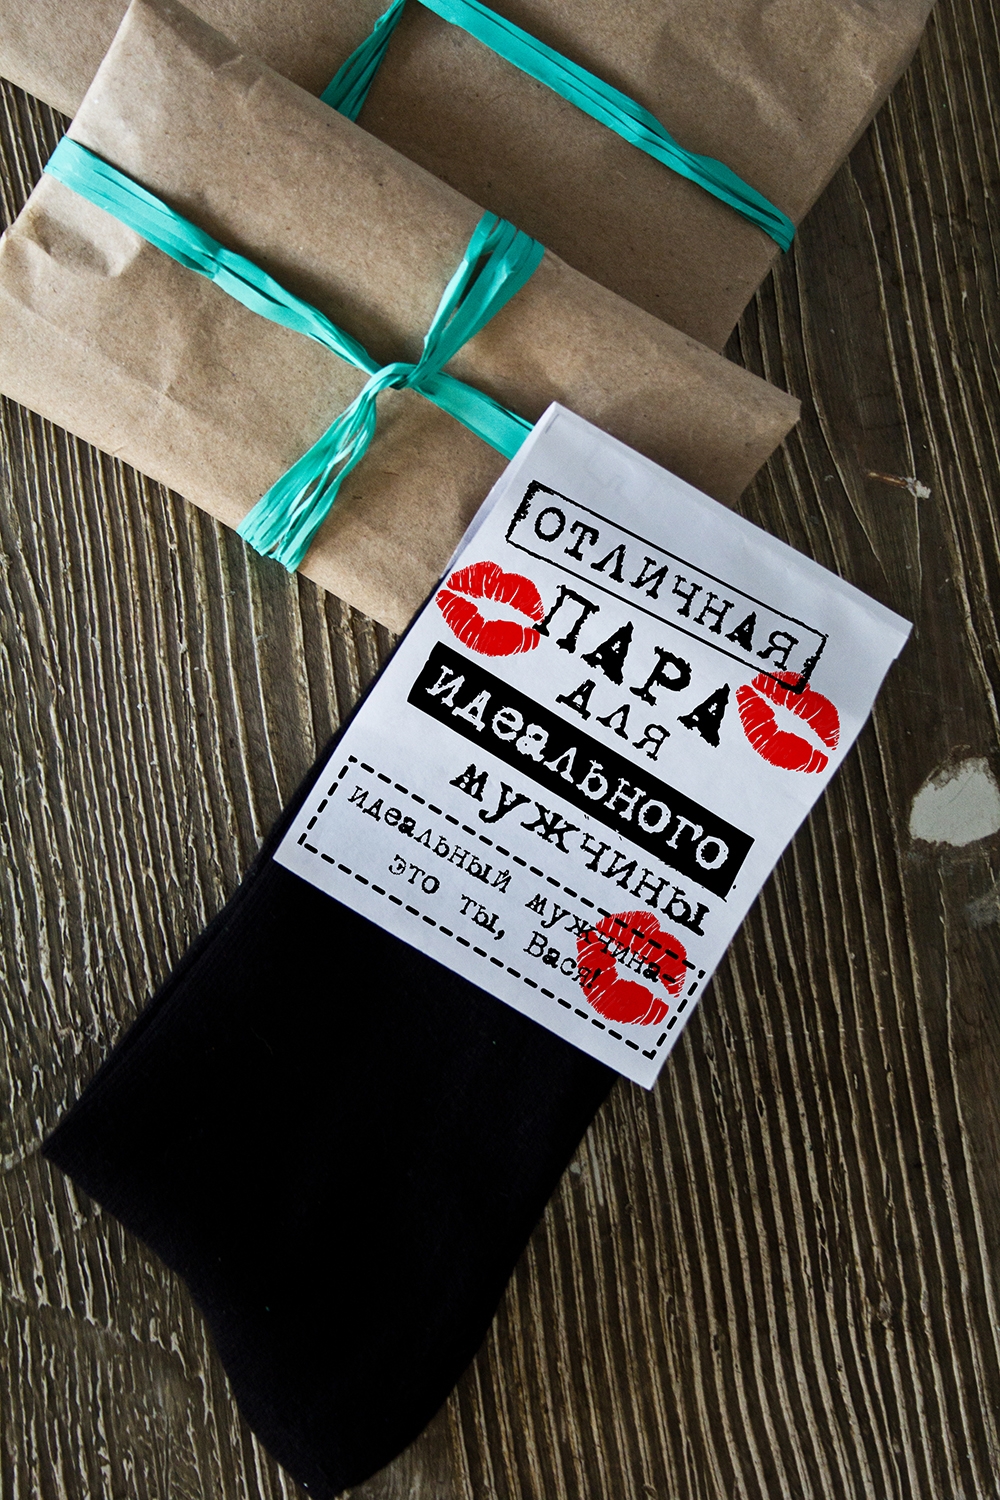 ОТЛИЧНАЯ
ПАРА
ДЛЯ
идеального
мужчины
идеальный мужчина-
это ты, Вася!